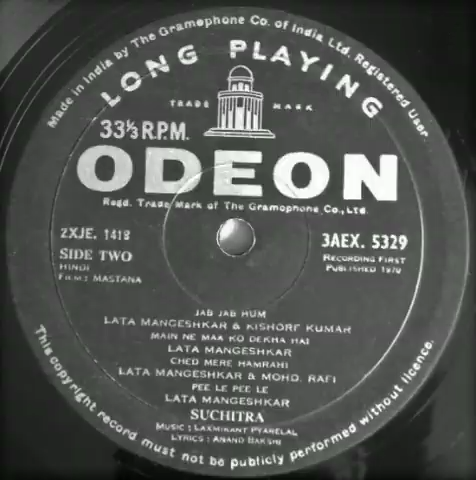 Made in India by The Gramophone Co. of India Ltd. Registered User.
LONG PLAYING
TRADE MARK
33⅓ R.P.M.
ODEON
Regd. Trade Mark of The Gramophone Co., Ltd.
2XJE. 1418
3AEX. 5329
SIDE TWO
RECORDING FIRST
HINDI
PUBLISHED 1970
FILM: MASTANA
JAB JAB HUM
LATA MANGESHKAR & KISHORE KUMAR
MAIN NE MAA KO DEKHA HAI
LATA MANGESHKAR
CHED MERE HAMRAHI
LATA MANGESHKAR & MOHD. RAFI
PEE LE PEE LE
LATA MANGESHKAR
SUCHITRA
MUSIC : LAXMIKANT PYARELAL
LYRICS : ANAND BAKSHI
This copyright record must not be publicly performed without licence.